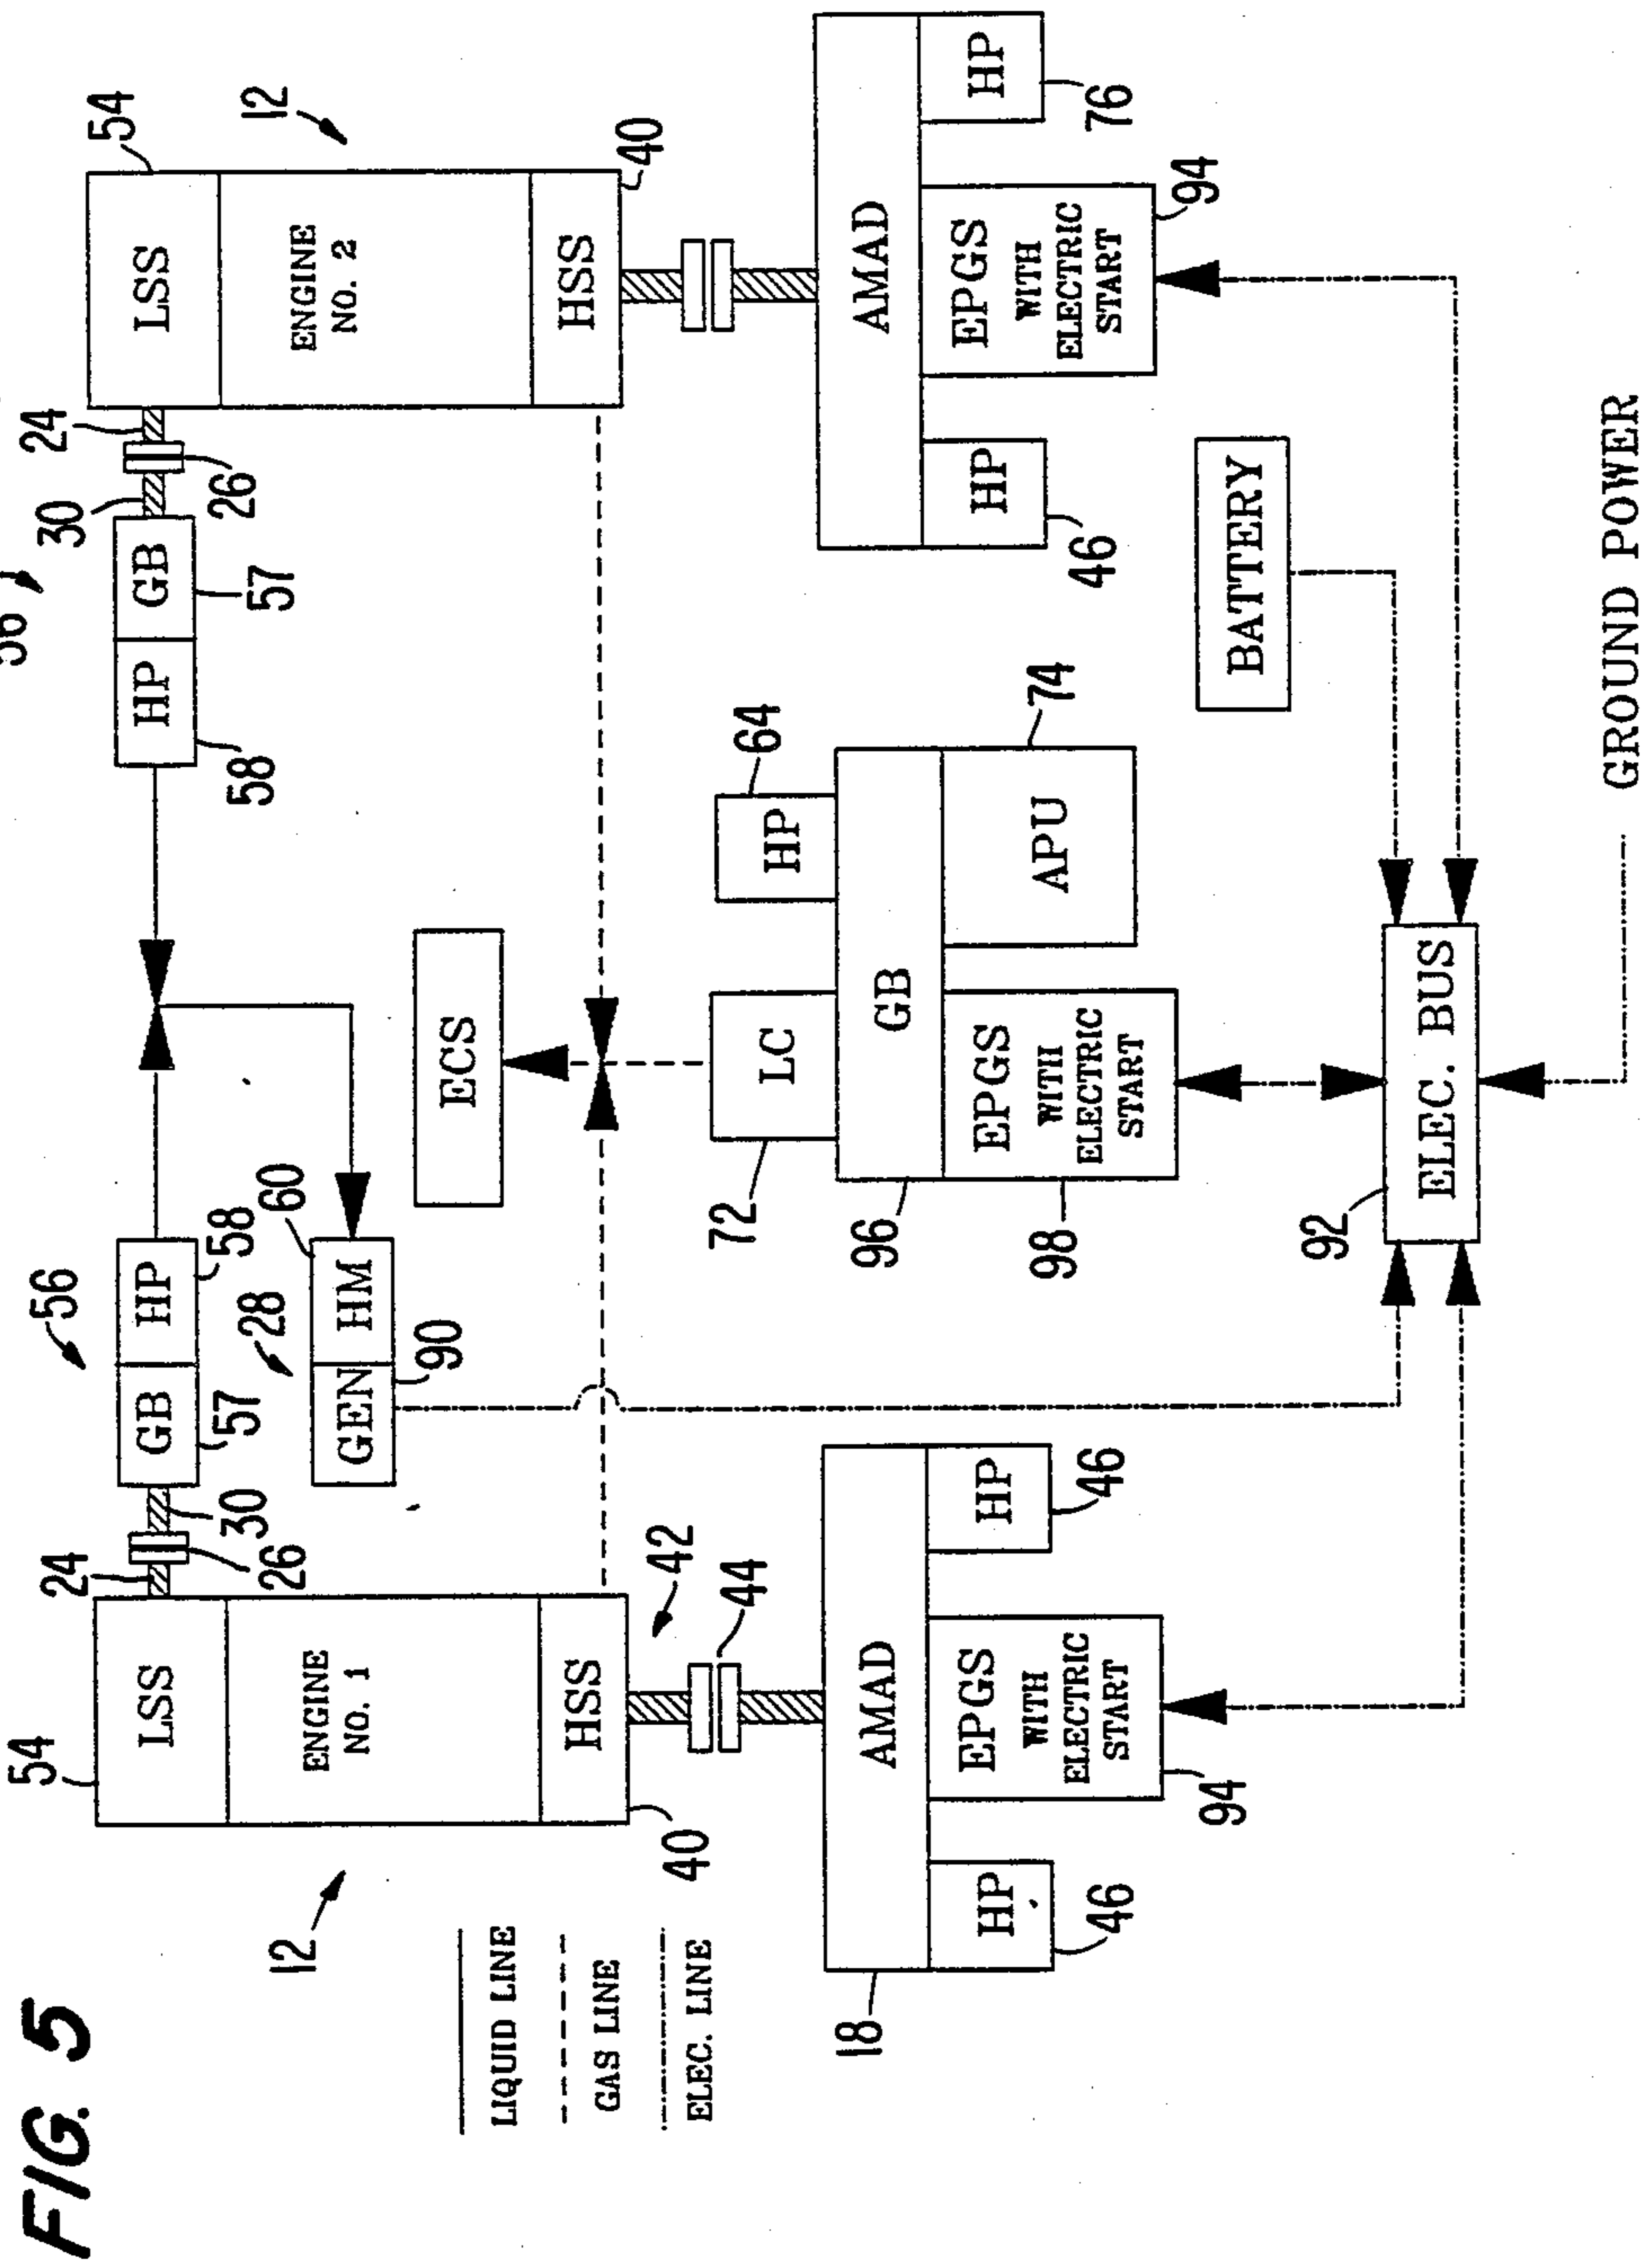 FIG. 5
56
54
LSS
ENGINE
NO. 1
HSS
40
12
24
26
30
GB
HP
57
58
56
28
GEN
HM
60
90
42
44
HP
GB
58
57
30
26
24
54
LSS
ENGINE
NO. 2
HSS
40
12
ECS
LIQUID LINE
GAS LINE
ELEC. LINE
18
AMAD
HP
46
EPGS
WITH
ELECTRIC
START
94
HP
46
72
LC
HP
64
96
GB
98
EPGS
WITH
ELECTRIC
START
APU
74
AMAD
HP
46
EPGS
WITH
ELECTRIC
START
94
HP
76
BATTERY
92
ELEC. BUS
GROUND POWER